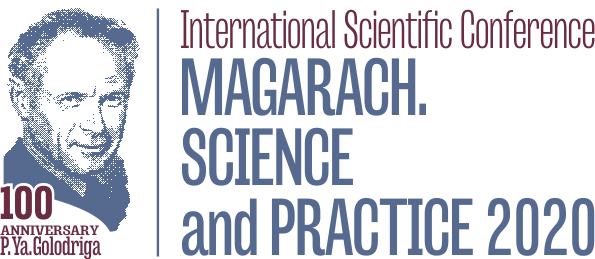 International Scientific Conference
MAGARACH.
SCIENCE
and PRACTICE 2020
100
ANNIVERSARY
P.Ya.Golodriga